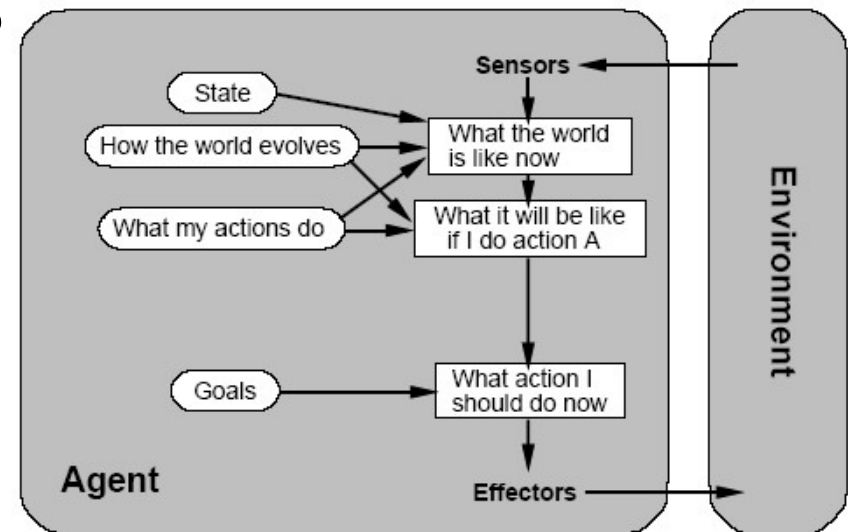 Sensors
State
What the world
is like now
How the world evolves
What it will be like
if I do action A
What my actions do
Environment
Goals
What action I
should do now
Agent
Effectors